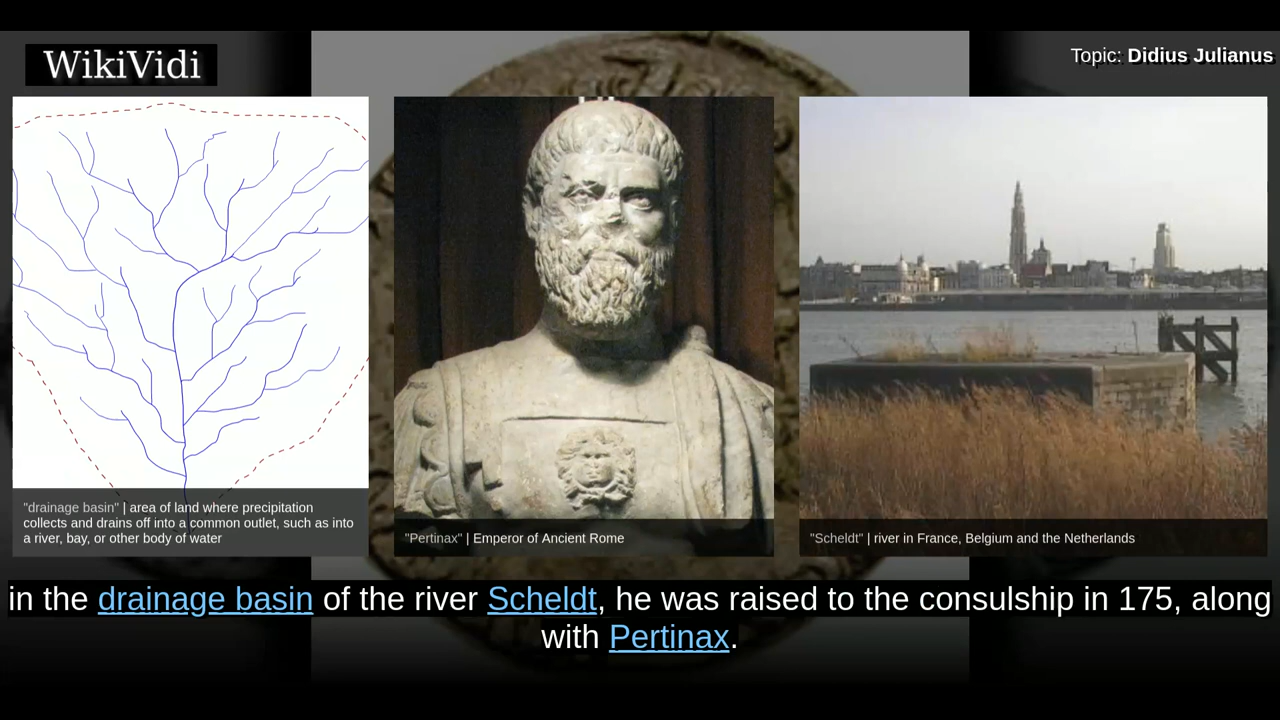 WikiVidi
Topic: Didius Julianus
"drainage basin" | area of land where precipitation
collects and drains off into a common outlet, such as into
a river, bay, or other body of water
"Pertinax" | Emperor of Ancient Rome
"Scheldt" | river in France, Belgium and the Netherlands
in the drainage basin of the river Scheldt, he was raised to the consulship in 175, along
with Pertinax.